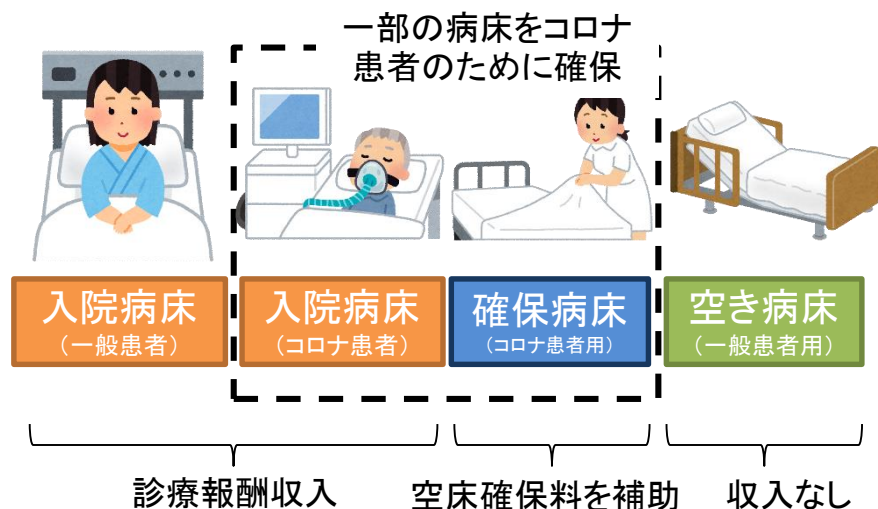 一部の病床をコロナ
患者のために確保
入院病床
（一般患者）
入院病床
（コロナ患者）
確保病床
（コロナ患者用）
空き病床
（一般患者用）
診療報酬収入
空床確保料を補助
収入なし